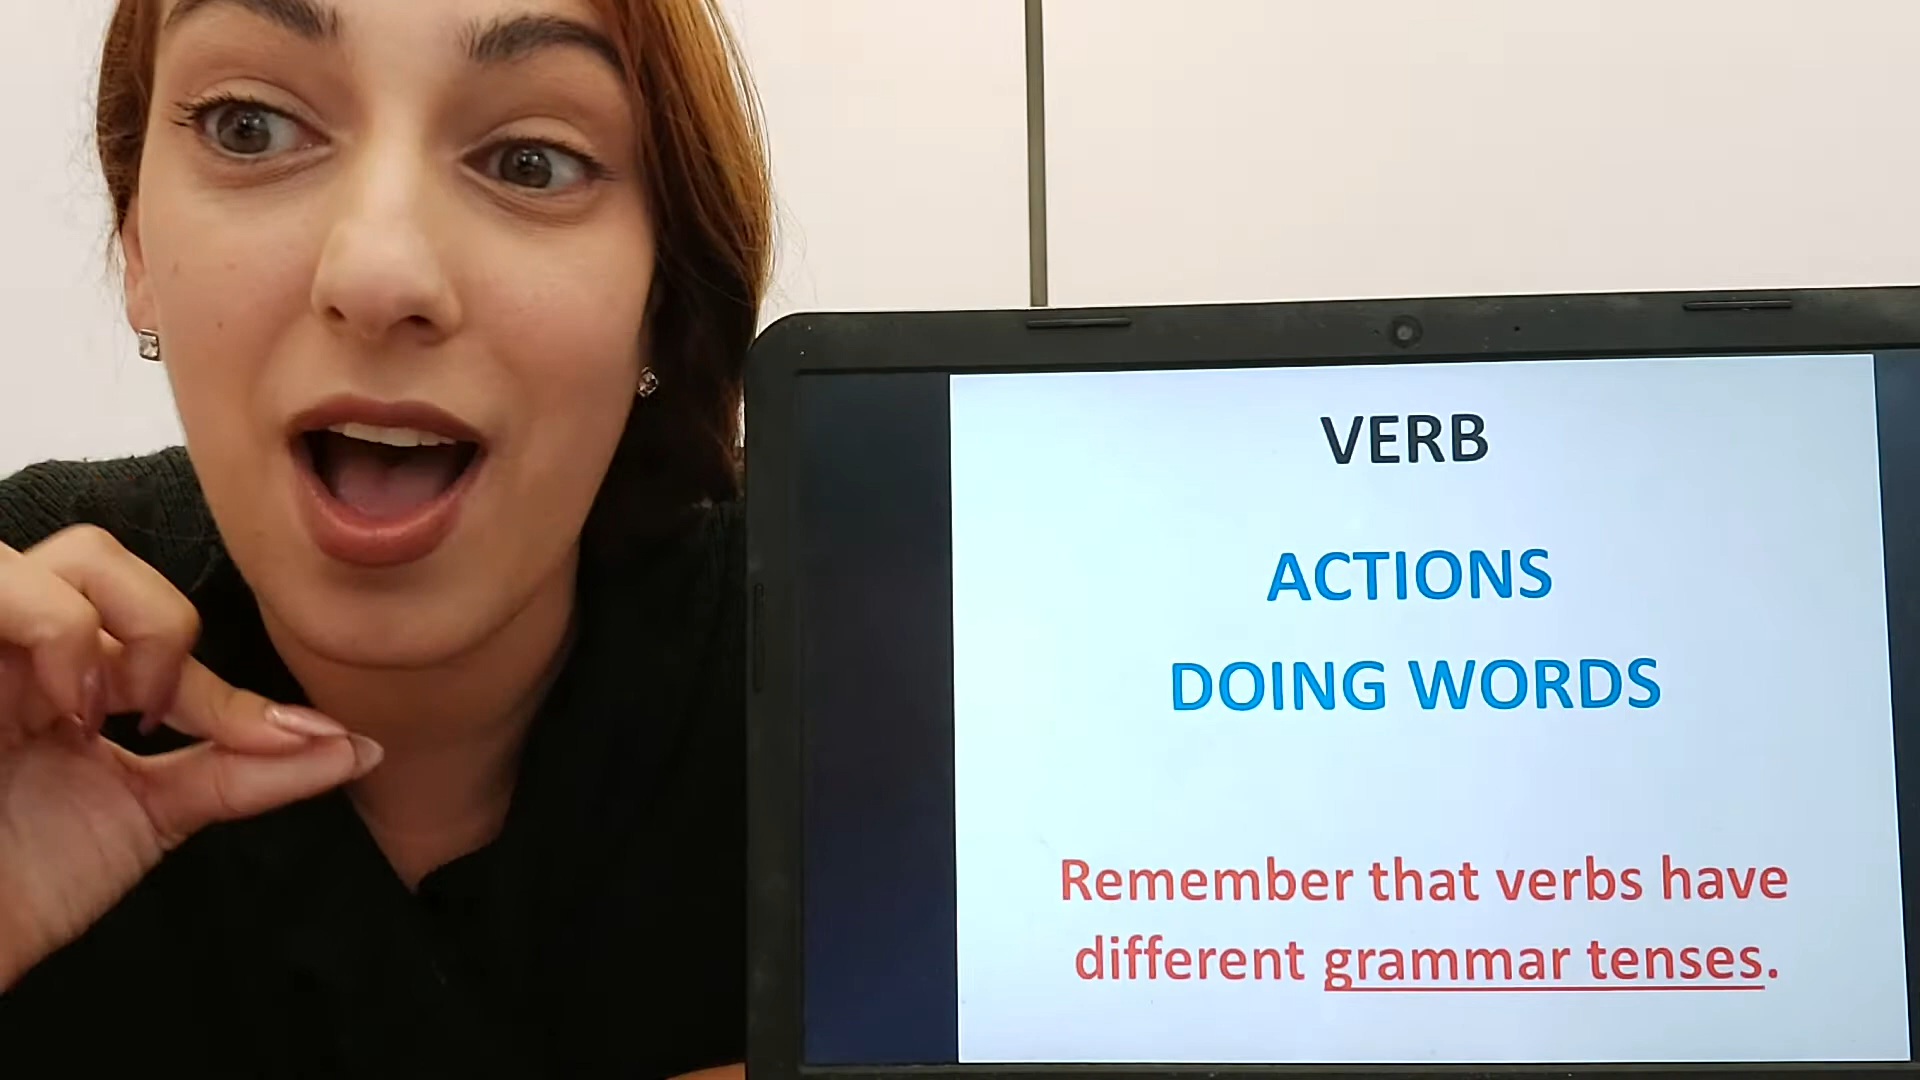 VERB
ACTIONS
DOING WORDS
Remember that verbs have
different grammar tenses.